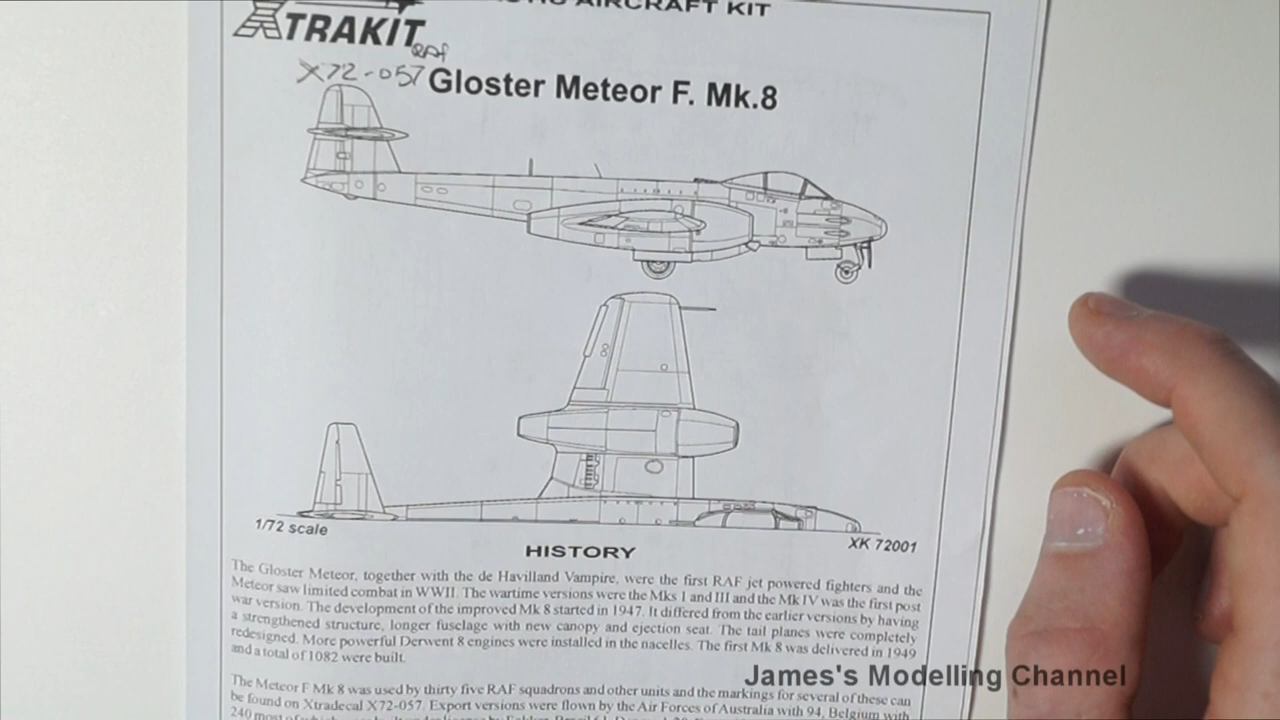 AIRCRAFT KIT
XTRAKIT
RAF
X72-057 Gloster Meteor F. Mk.8
1/72 scale
XK 72001
HISTORY
The Gloster Meteor, together with the de Havilland Vampire, were the first RAF jet powered fighters and the
Meteor saw limited combat in WWII. The wartime versions were the Mks I and III and the Mk IV was the first post
war version. The development of the improved Mk 8 started in 1947. It differed from the earlier versions by having
a strengthened structure, longer fuselage with new canopy and ejection seat. The tail planes were completely
redesigned. More powerful Derwent 8 engines were installed in the nacelles. The first Mk 8 was delivered in 1949
and a total of 1082 were built.
The Meteor F Mk 8 was used by thirty five RAF squadrons and other units and the markings for several of these can
be found on Xtradecal X72-057. Export versions were flown by the Air Forces of Australia with 94, Belgium with
240 most of which
James's Modelling Channel